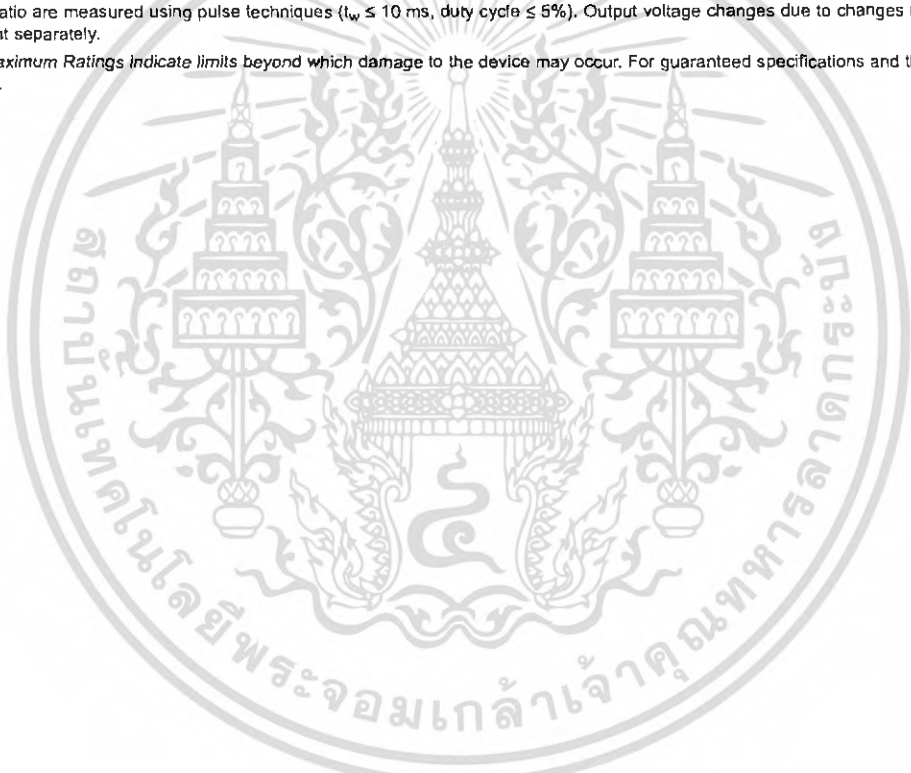 atio are measured using pulse techniques (tw ≤ 10 ms, duty cycle ≤ 5%). Output voltage changes due to changes
t separately.
aximum Ratings indicate limits beyond which damage to the device may occur. For guaranteed specifications and
สถาบันเทคโนโลยีพระจอมเกล้าเจ้าคุณทหารลาดกระบัง